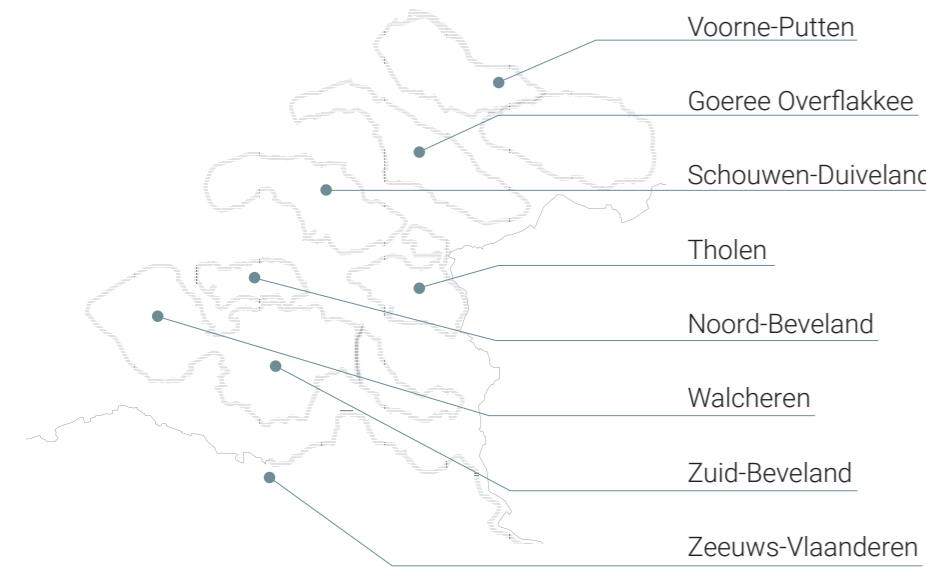 Voorne-Putten
Goeree Overflakkee
Schouwen-Duiveland
Tholen
Noord-Beveland
Walcheren
Zuid-Beveland
Zeeuws-Vlaanderen